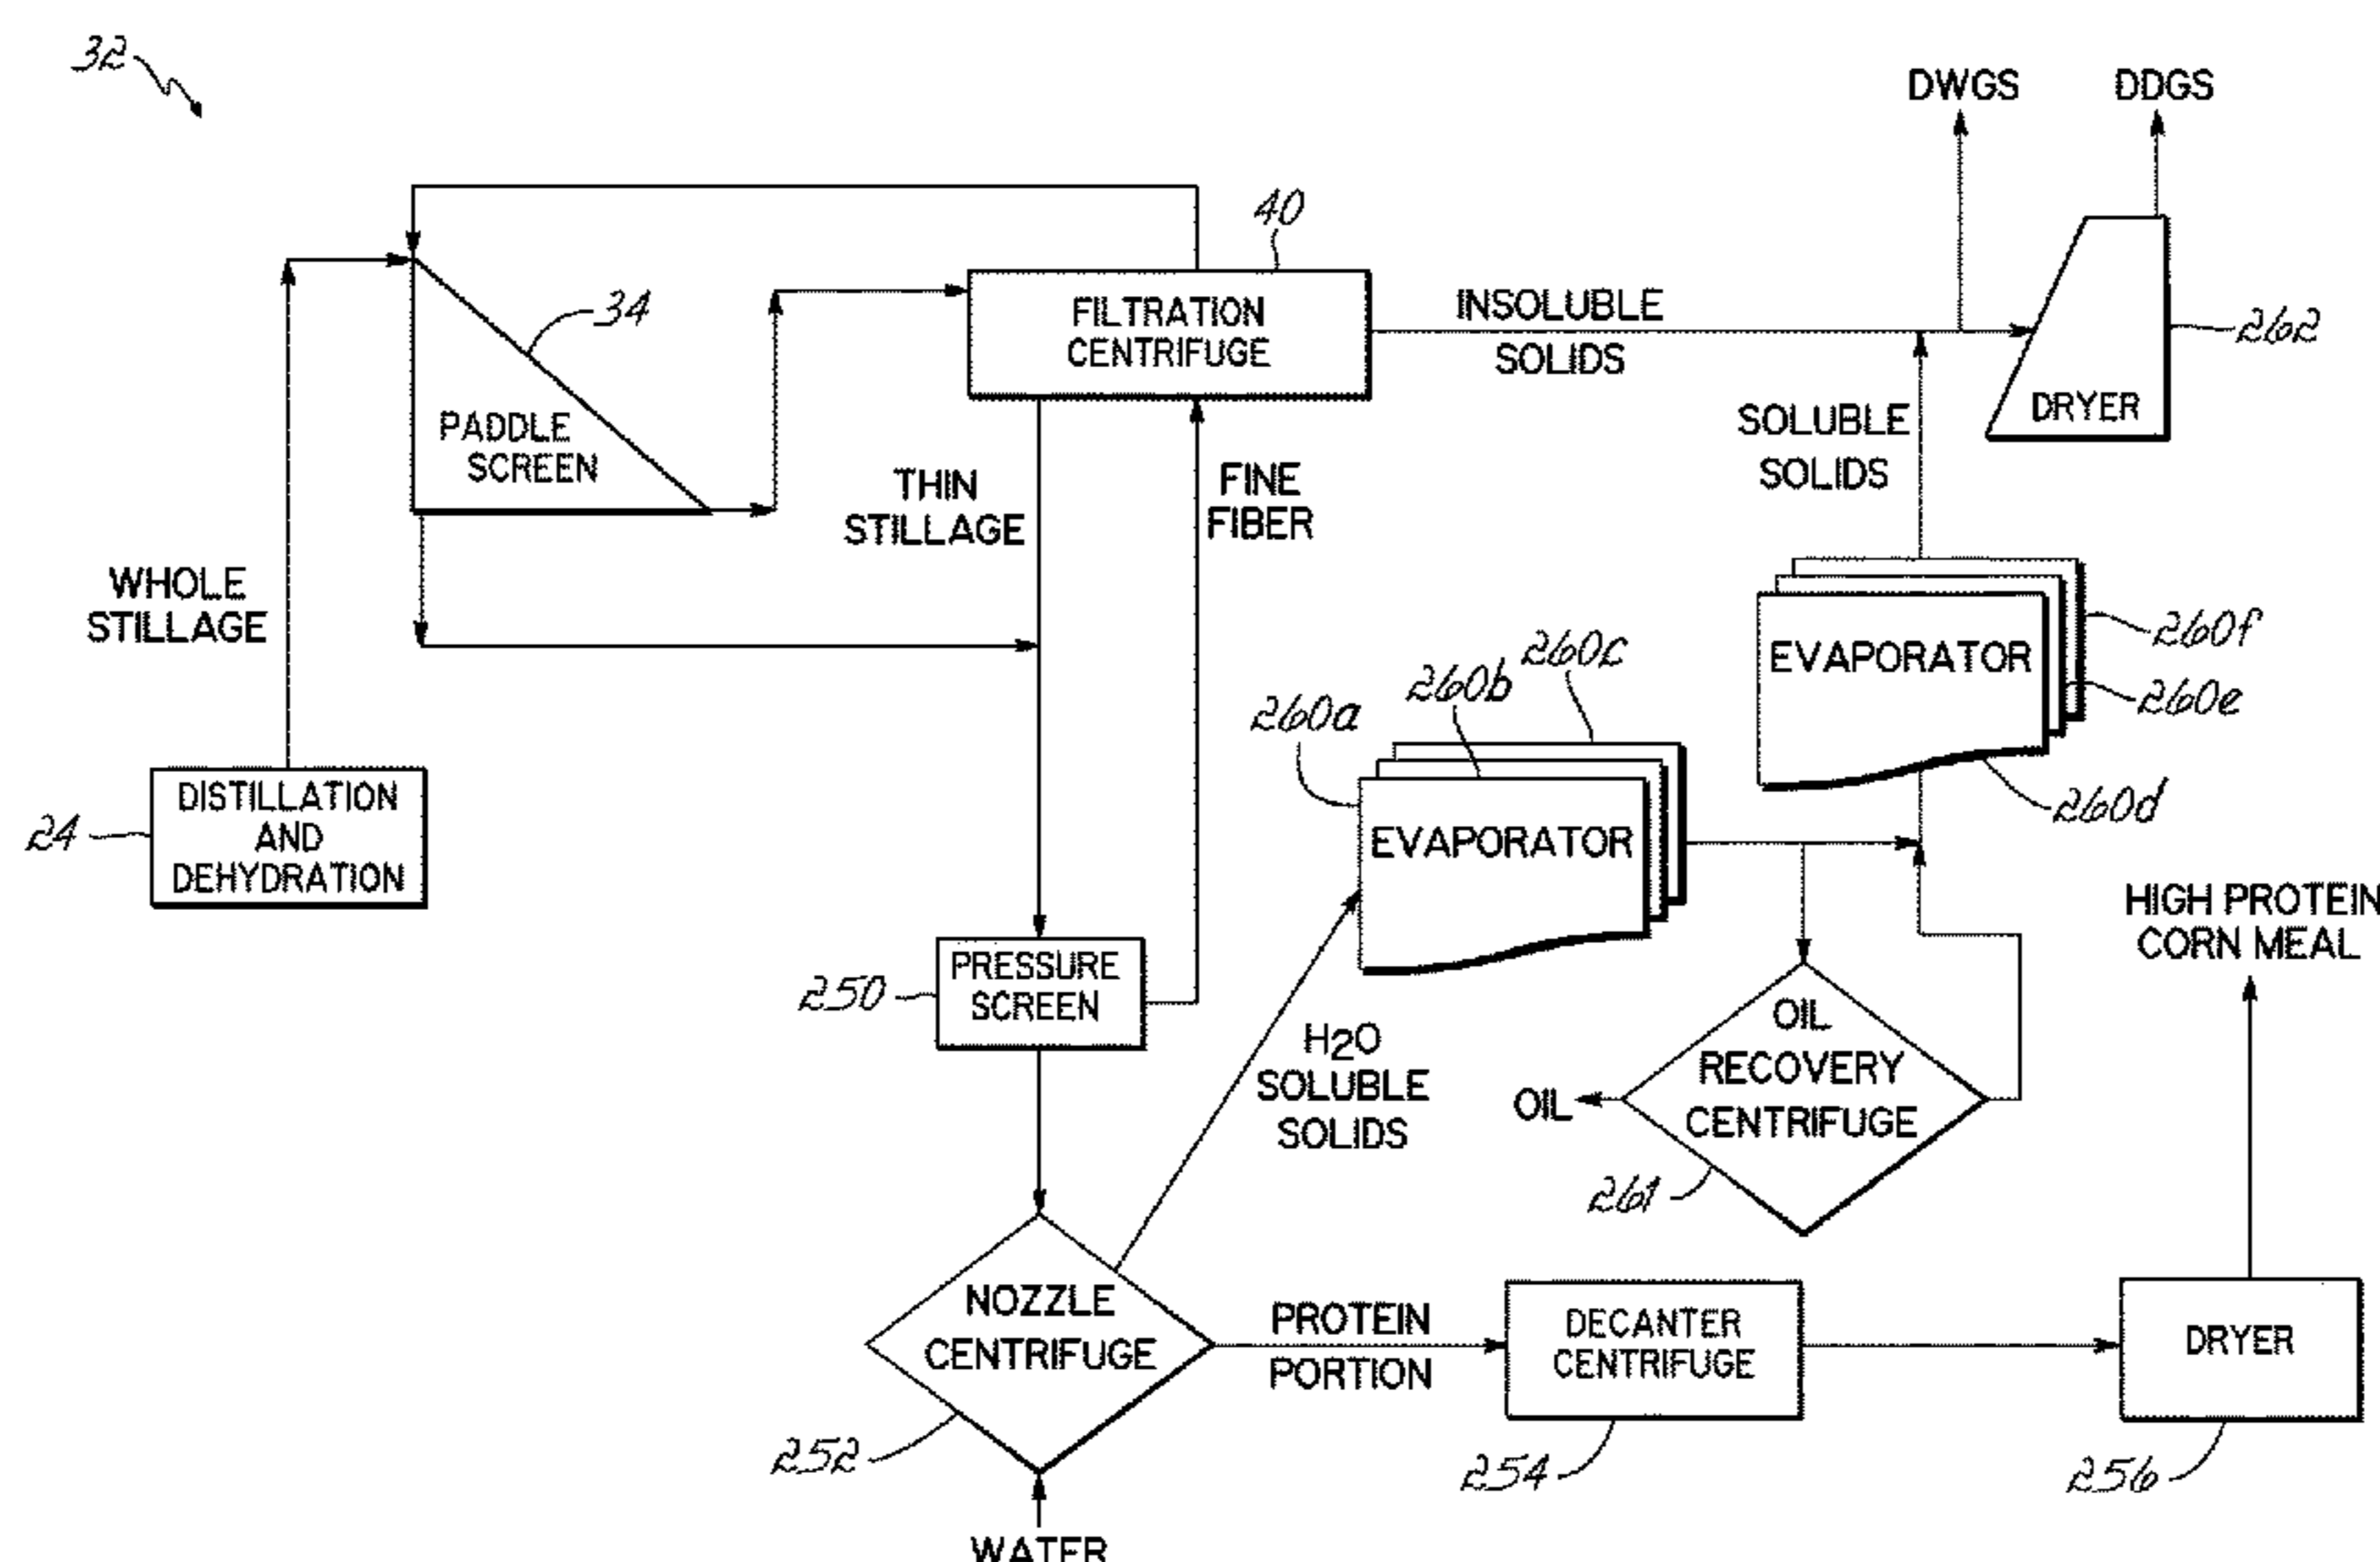 32
DWGS
DDGS
40
34
FILTRATION
CENTRIFUGE
INSOLUBLE
SOLIDS
262
DRYER
PADDLE
SCREEN
SOLUBLE
SOLIDS
THIN
STILLAGE
FINE
FIBER
WHOLE
STILLAGE
EVAPORATOR
260f
260e
260d
260c
260b
260a
EVAPORATOR
DISTILLATION
AND
DEHYDRATION
24
HIGH PROTEIN
CORN MEAL
PRESSURE
SCREEN
250
H2O
SOLUBLE
SOLIDS
OIL
RECOVERY
CENTRIFUGE
OIL
261
NOZZLE
CENTRIFUGE
PROTEIN
PORTION
DECANTER
CENTRIFUGE
DRYER
252
254
256
WATER